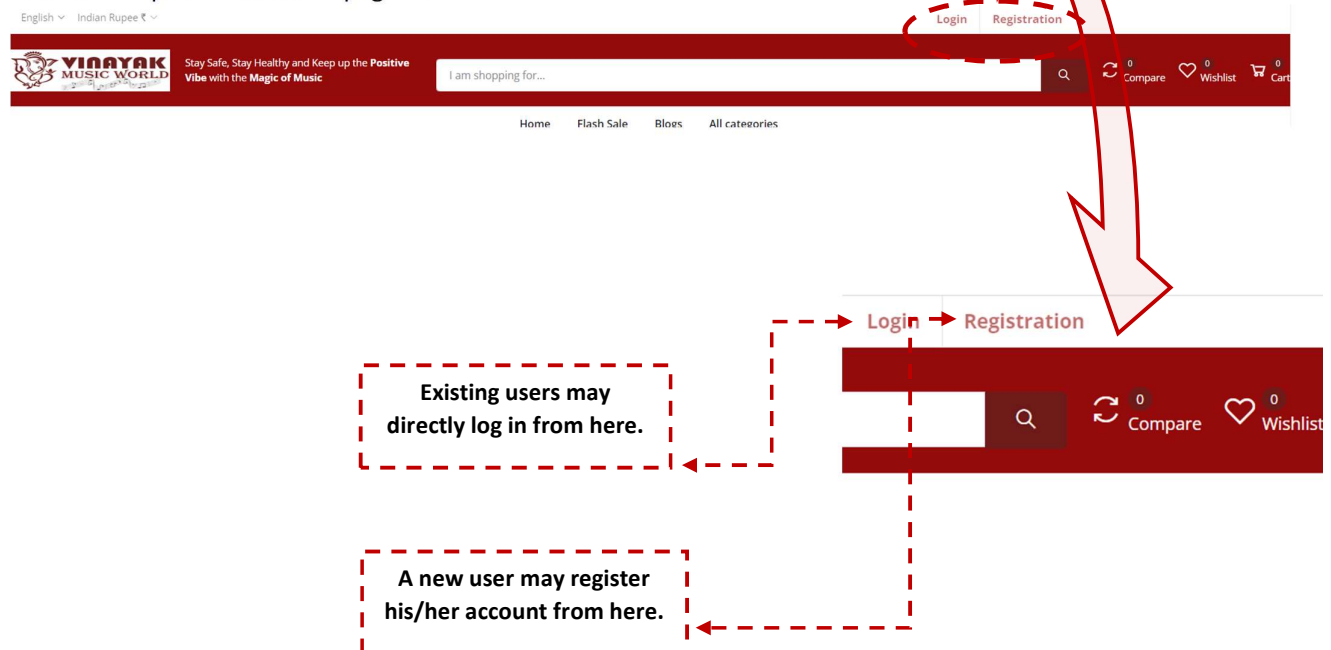 English Indian Rupee ₹
Login Registration
VINAYAK
MUSIC WORLD
Stay Safe, Stay Healthy and Keep up the Positive
Vibe with the Magic of Music
I am shopping for...
0 Compare 0 Wishlist 0 Cart
Home Flash Sale Blogs All categories
Login Registration
0 Compare 0 Wishlist
Existing users may
directly log in from here.
A new user may register
his/her account from here.